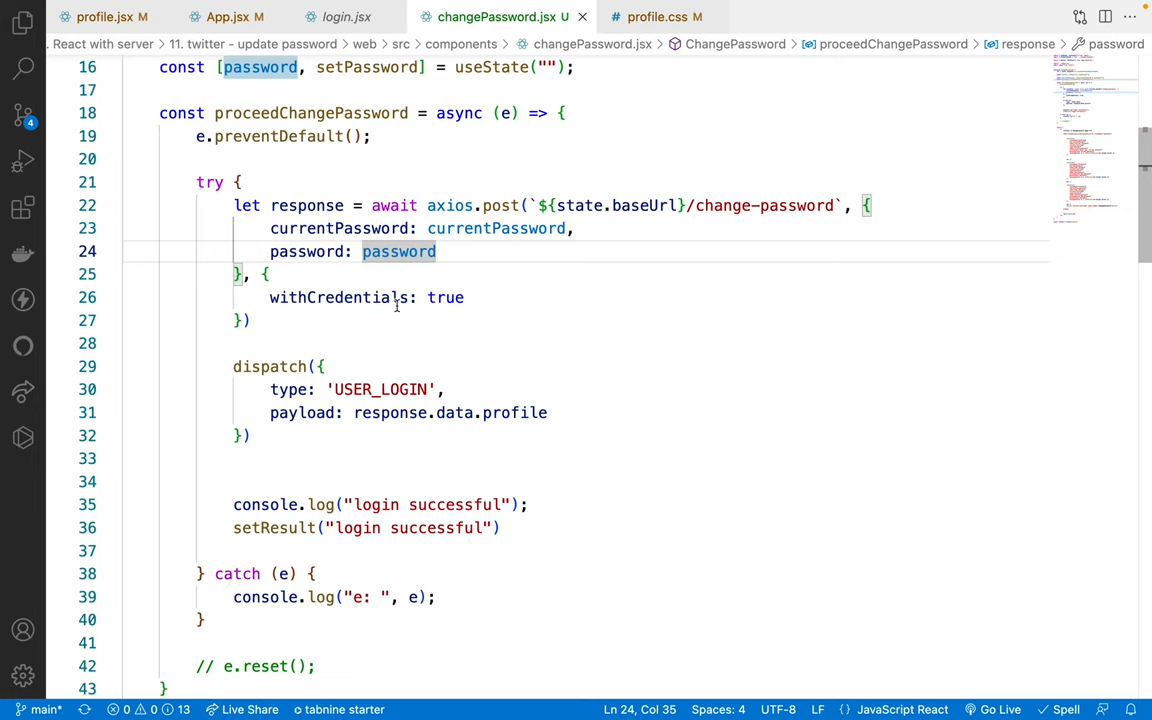 profile.jsx M App.jsx M login.jsx changePassword.jsx U # profile.css M
. React with server > 11. twitter - update password > web > src > components > changePassword.jsx > ChangePassword > proceedChangePassword > response > password
16 const [password, setPassword] = useState("");
17
18 const proceedChangePassword = async (e) => {
19 e.preventDefault();
20
21 try {
22 let response = await axios.post(`${state.baseUrl}/change-password`, {
23 currentPassword: currentPassword,
24 password: password
25 }, {
26 withCredentials: true
27 })
28
29 dispatch({
30 type: 'USER_LOGIN',
31 payload: response.data.profile
32 })
33
34
35 console.log("login successful");
36 setResult("login successful")
37
38 } catch (e) {
39 console.log("e: ", e);
40 }
41
42 // e.reset();
43 }
4
main* 0 0 13 Live Share tabnine starter Ln 24, Col 35 Spaces: 4 UTF-8 LF {} JavaScript React Go Live Spell